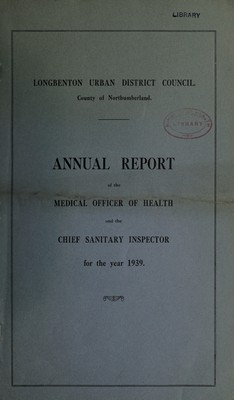 LIBRARY
LONGBENTON URBAN DISTRICT COUNCIL.
County of Northumberland.
ANNUAL REPORT
of the
MEDICAL OFFICER OF HEALTH
and the
CHIEF SANITARY INSPECTOR
for the year 1939.